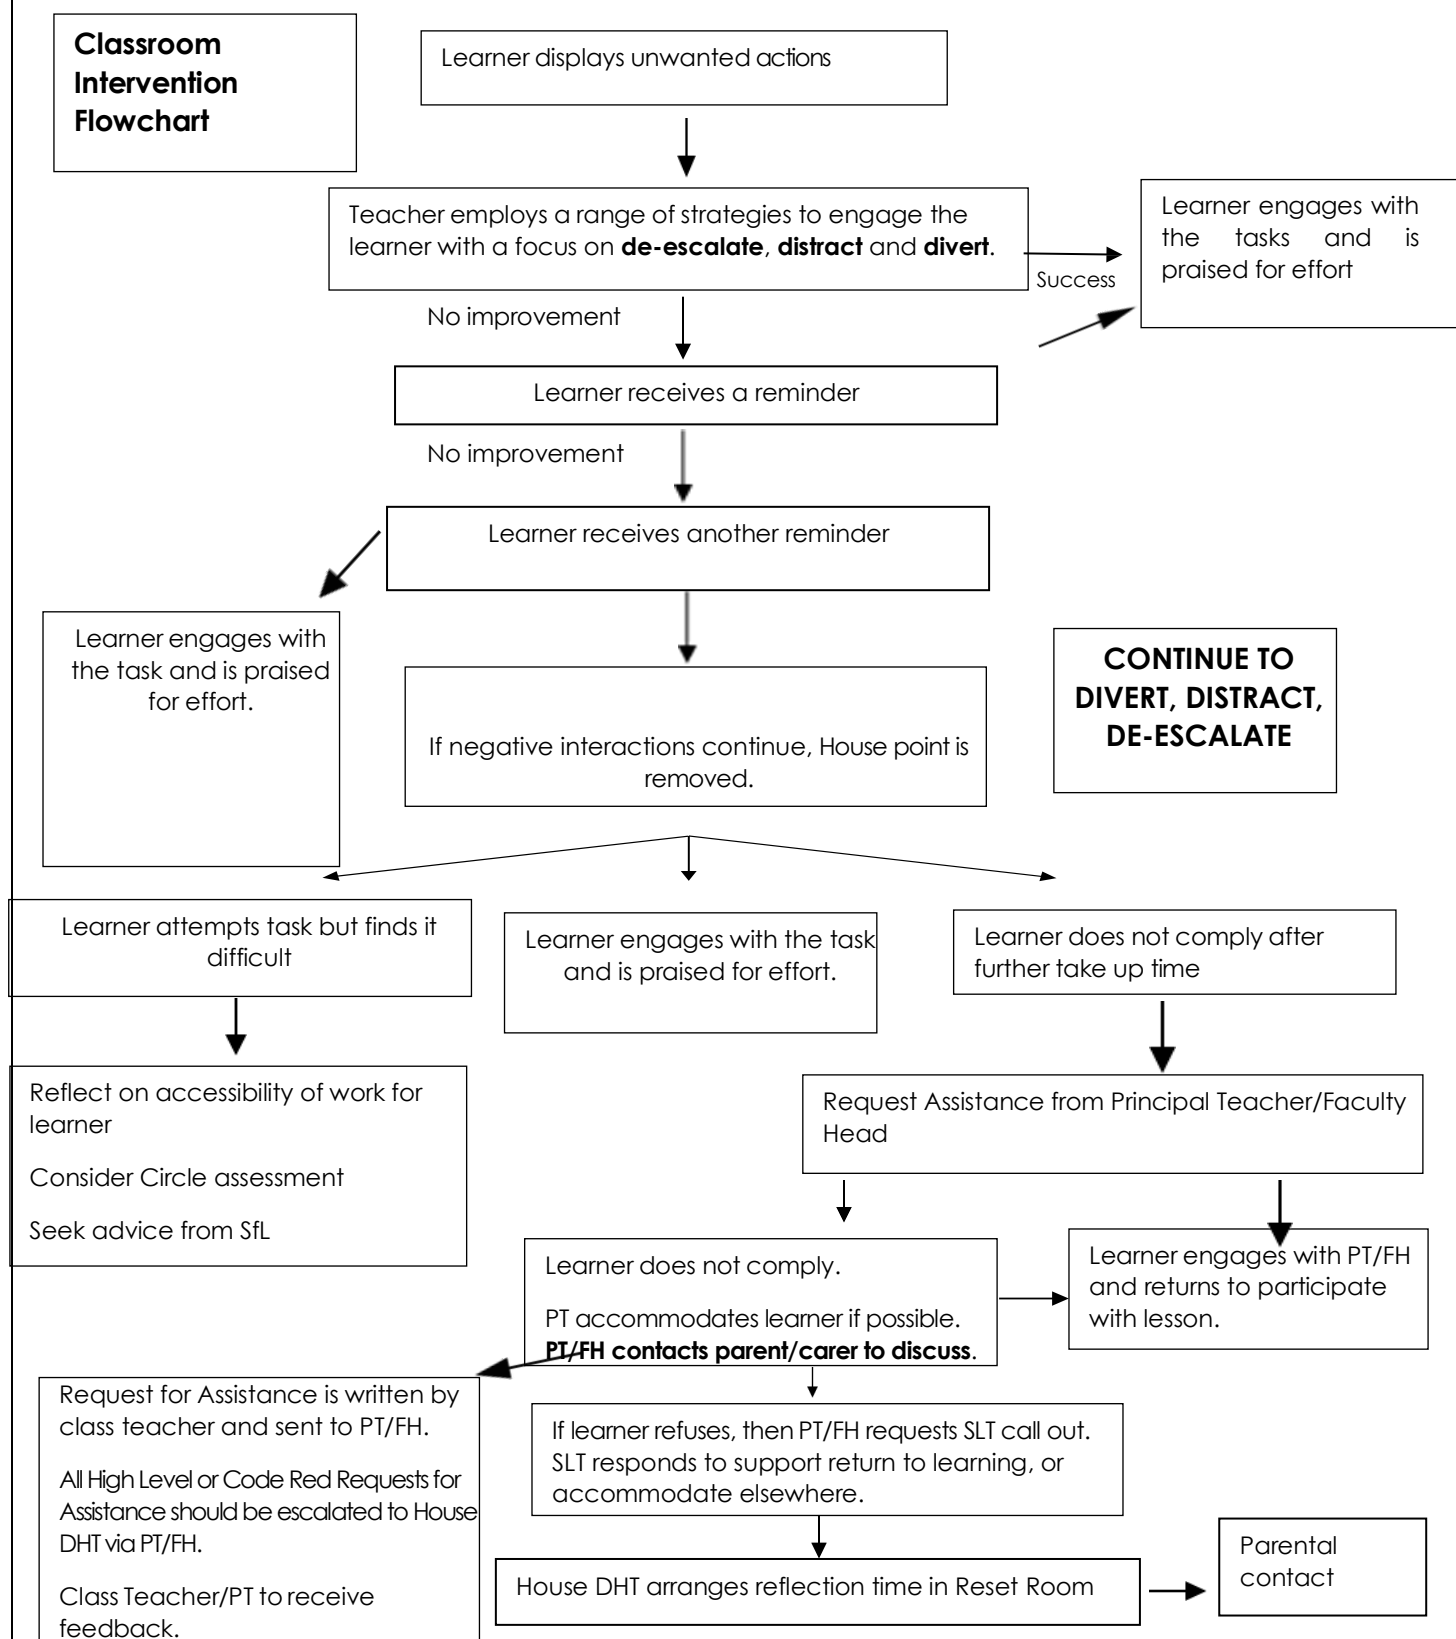 Classroom
Intervention
Flowchart
Learner displays unwanted actions
Teacher employs a range of strategies to engage the
learner with a focus on de-escalate, distract and divert.
Success
Learner engages with
the tasks and is
praised for effort
No improvement
Learner receives a reminder
No improvement
Learner receives another reminder
Learner engages with
the task and is praised
for effort.
If negative interactions continue, House point is
removed.
CONTINUE TO
DIVERT, DISTRACT,
DE-ESCALATE
Learner attempts task but finds it
difficult
Learner engages with the task
and is praised for effort.
Learner does not comply after
further take up time
Reflect on accessibility of work for
learner
Consider Circle assessment
Seek advice from SfL
Request Assistance from Principal Teacher/Faculty
Head
Learner does not comply.
PT accommodates learner if possible.
PT/FH contacts parent/carer to discuss.
Learner engages with PT/FH
and returns to participate
with lesson.
Request for Assistance is written by
class teacher and sent to PT/FH.
All High Level or Code Red Requests for
Assistance should be escalated to House
DHT via PT/FH.
Class Teacher/PT to receive
feedback.
If learner refuses, then PT/FH requests SLT call out.
SLT responds to support return to learning, or
accommodate elsewhere.
House DHT arranges reflection time in Reset Room
Parental
contact